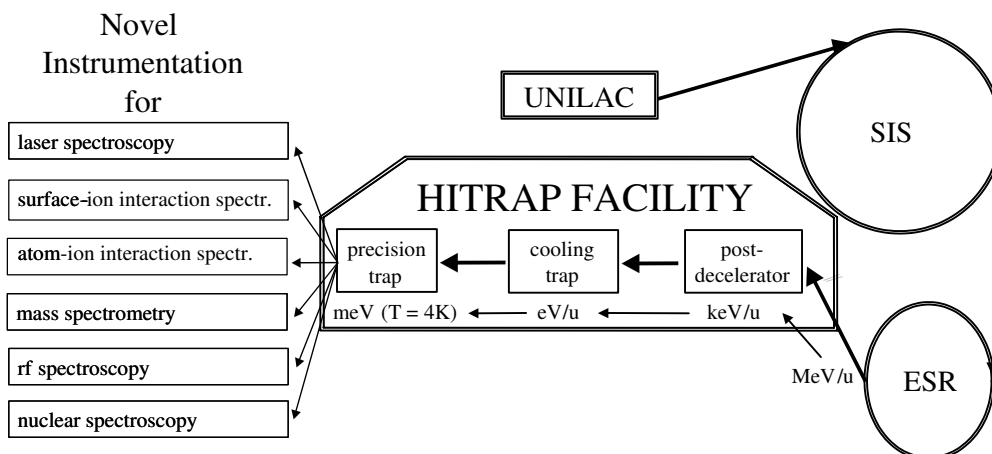 Novel
Instrumentation
for
laser spectroscopy
surface-ion interaction spectr.
atom-ion interaction spectr.
mass spectrometry
rf spectroscopy
nuclear spectroscopy
UNILAC
SIS
HITRAP FACILITY
precision
trap
cooling
trap
post-
decelerator
meV (T = 4K)
eV/u
keV/u
MeV/u
ESR